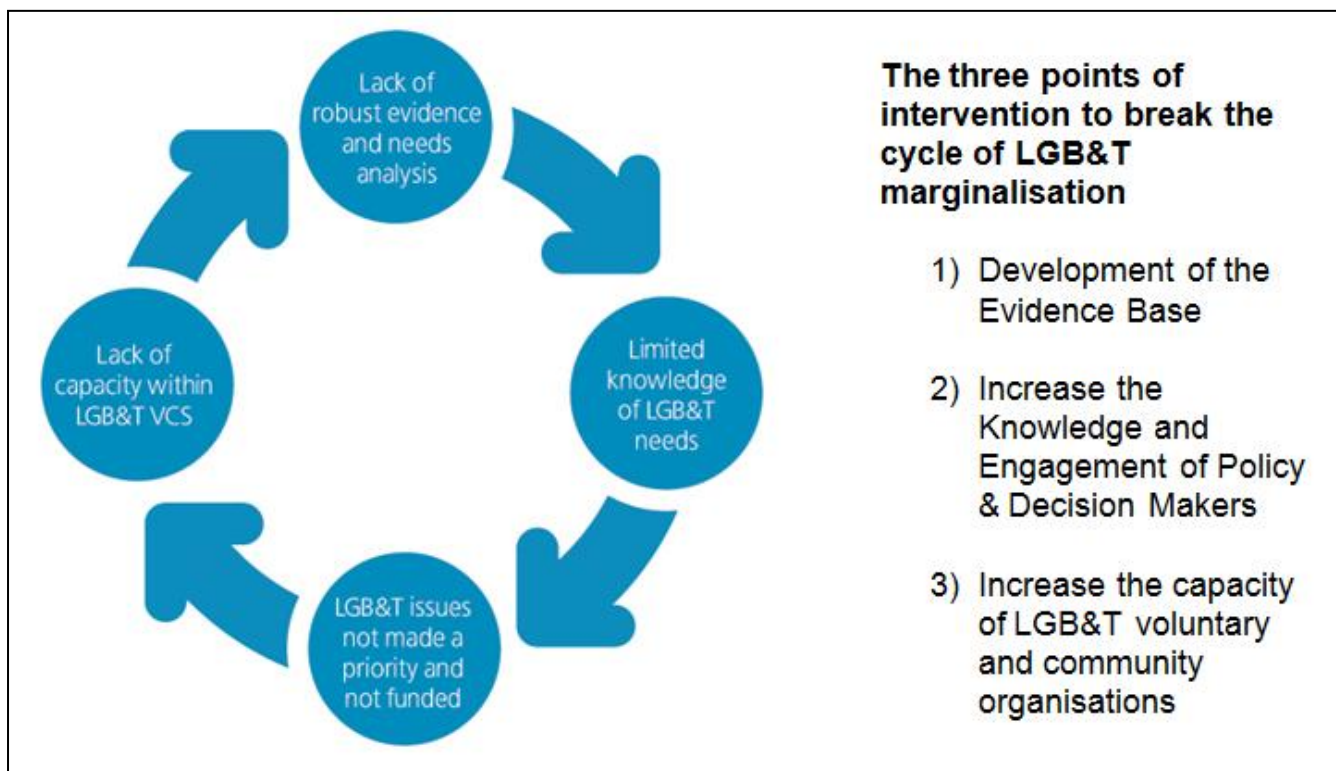 Lack of
robust evidence
and needs
analysis
Limited
knowledge
of LGB&T
needs
LGB&T issues
not made a
priority and
not funded
Lack of
capacity within
LGB&T VCS
The three points of
intervention to break the
cycle of LGB&T
marginalisation
1) Development of the
Evidence Base
2) Increase the
Knowledge and
Engagement of Policy
& Decision Makers
3) Increase the capacity
of LGB&T voluntary
and community
organisations